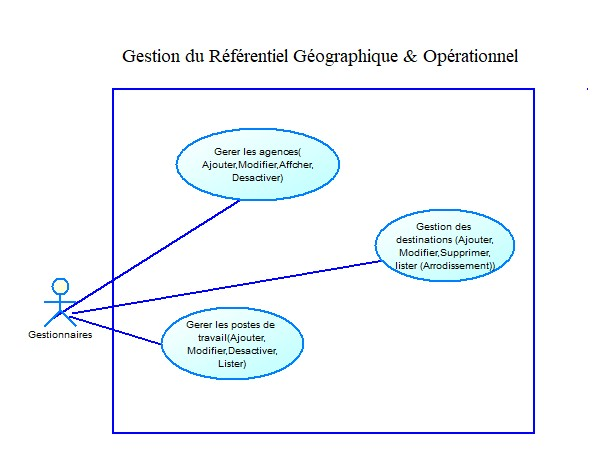 Gestion du Référentiel Géographique & Opérationnel
Gerer les agences(
Ajouter,Modifier,Affcher,
Desactiver)
Gestion des
destinations (Ajouter,
Modifier,Supprimer,
lister (Arrodissement))
Gestionnaires
Gerer les postes de
travail(Ajouter,
Modifier,Desactiver,
Lister)